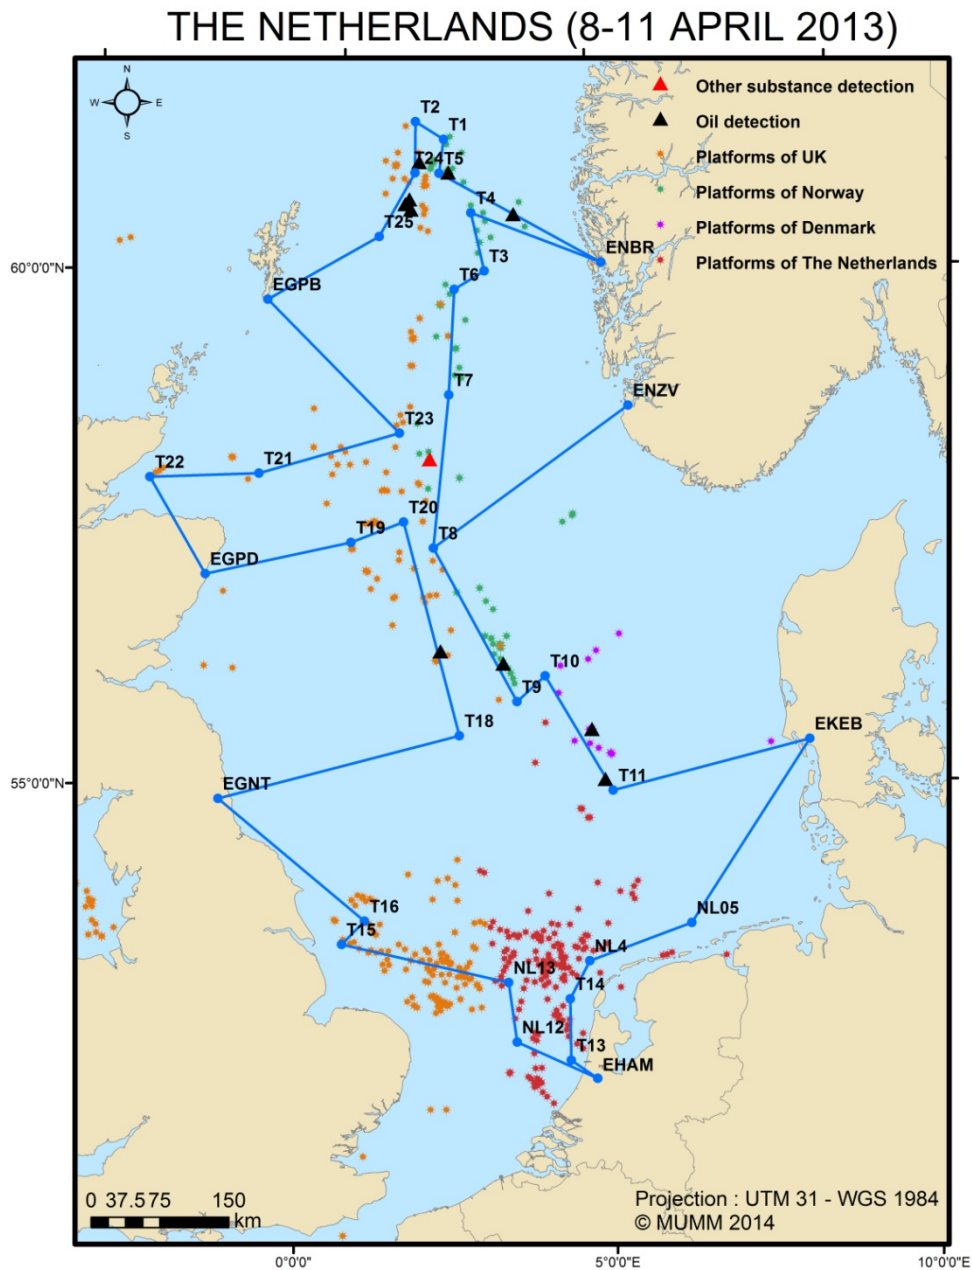 THE NETHERLANDS (8-11 APRIL 2013)
N
W E
S
Other substance detection
Oil detection
Platforms of UK
Platforms of Norway
Platforms of Denmark
Platforms of The Netherlands
T2
T1
T24
T5
T4
T25
ENBR
T3
60°0'0"N
T6
EGPB
T7
ENZV
T23
T21
T22
T20
T19
T8
EGPD
T10
T9
T18
EKEB
55°0'0"N
T11
EGNT
T16
NL05
T15
NL4
NL13
T14
NL12
T13
EHAM
0 37.5 75 150
km
Projection : UTM 31 - WGS 1984
© MUMM 2014
0°0'0"
5°0'0"E
10°0'0"E